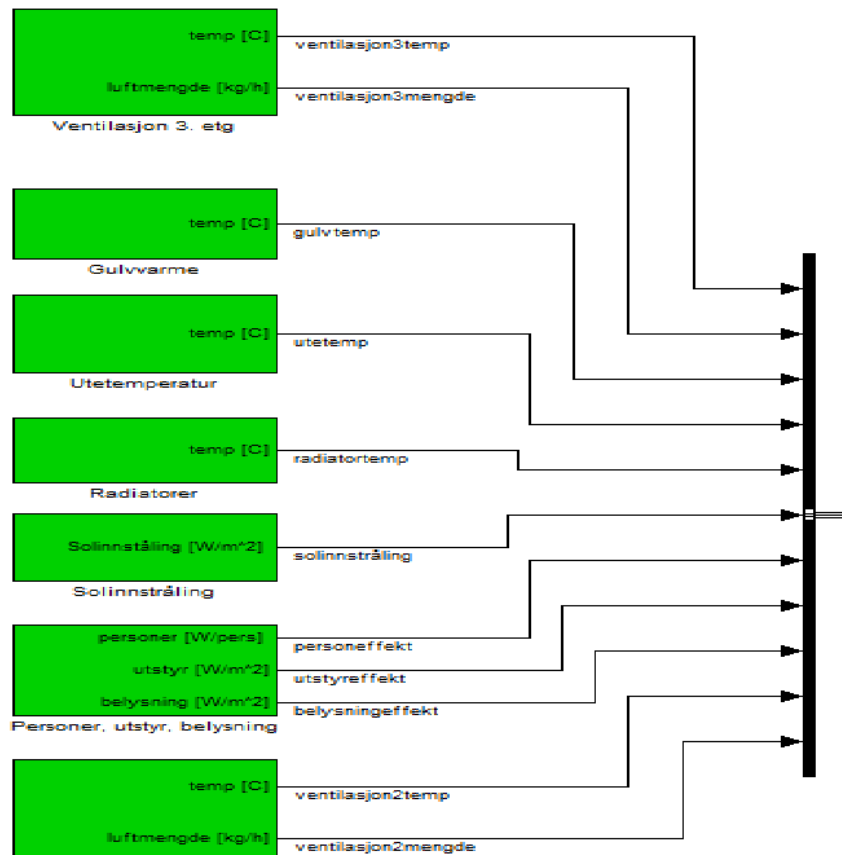 temp [C]
ventilasjon3temp
luftmengde [kg/h]
ventilasjon3mengde
Ventilasjon 3. etg
temp [C]
gulvtemp
Gulvvarme
temp [C]
utetemp
Utetemperatur
temp [C]
radiatortemp
Radiatorer
Solinnståling [W/m^2]
solinnstråling
Solinnstråling
personer [W/pers]
personeffekt
utstyr [W/m^2]
utstyreffekt
belysning [W/m^2]
belysningeffekt
Personer, utstyr, belysning
temp [C]
ventilasjon2temp
luftmengde [kg/h]
ventilasjon2mengde